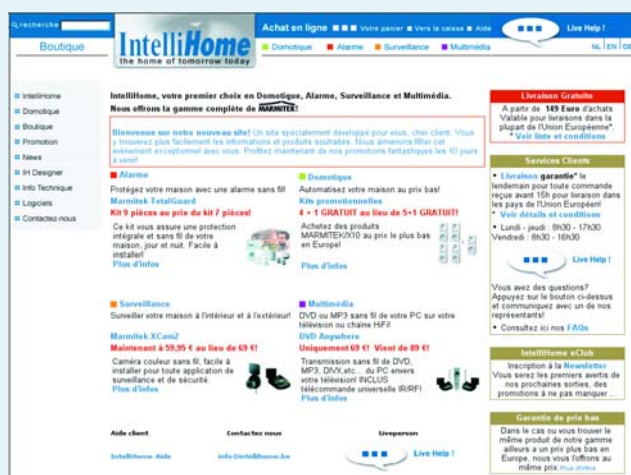 recherche
Boutique
IntelliHome
the home of tomorrow today
Achat en ligne Votre panier Vers la caisse Aide
Live Help !
Domotique Alarme Surveillance Multimédia
NL | EN | DE
IntelliHome
Domotique
Boutique
Promotion
News
IH Designer
Info Technique
Logiciels
Contactez-nous
IntelliHome, votre premier choix en Domotique, Alarme, Surveillance et Multimédia.
Nous offrons la gamme complète de MARMITEK!
Bienvenue sur notre nouveau site! Un site spécialement développé pour vous, cher client. Vous
y trouverez plus facilement les informations et produits souhaités. Nous aimerions fêter cet
évènement exceptionnel avec vous. Profitez maintenant de nos promotions fantastiques les 10 jours
à venir!
Alarme
Protégez votre maison avec une alarme sans fil!
Marmitek TotalGuard
Kit 9 pièces au prix du kit 7 pièces!
Ce kit vous assure une protection
intégrale et sans fil de votre
maison, jour et nuit. Facile à
installer!
Plus d'infos
Domotique
Automatisez votre maison au prix bas!
Kits promotionnelles
4 + 1 GRATUIT au lieu de 5+1 GRATUIT!
Achetez des produits
MARMITEK/X10 au prix le plus bas
en Europe!
Plus d'infos
Surveillance
Surveiller votre maison à l'intérieur et à l'extérieur!
Marmitek XCam2
Maintenant à 59,95 € au lieu de 69 €!
Caméra couleur sans fil, facile à
installer pour toute application de
surveillance et de sécurité.
Plus d'infos
Multimédia
DVD ou MP3 sans fil de votre PC sur votre
télévision ou chaîne HiFi!
DVD Anywhere
Uniquement 69 €! Vient de 89 €!
Transmission sans fil de DVD,
MP3, DIVX,etc... du PC envers
votre télévision! INCLUS
télécommande universelle IR/RF!
Plus d'infos
Aide client Contactez nous Liveperson
IntelliHome Aide info@intellihome.be Live Help !
Livraison Gratuite
A partir de 149 Euro d'achats
Valable pour livraisons dans la
plupart de l'Union Européenne*.
* Voir liste et conditions
Services Clients
Livraison garantie* le
lendemain pour toute commande
reçue avant 15h pour livraison dans
les pays de l'Union Européen!
* Voir détails et conditions
Lundi - jeudi : 8h30 - 17h30
Vendredi : 8h30 - 16h30
Live Help !
Vous avez des questions?
Appuyez sur le bouton ci-dessus
et communiquez avec un de nos
représentants!
Consultez ici nos FAQs
IntelliHome eClub
Inscription à la Newsletter
Vous serez les premiers avertis de
nos prochaines sorties, des
promotions à ne pas manquer ...
Garantie de prix bas
Dans le cas ou vous trouver le
même produit de notre gamme
ailleurs a un prix plus bas en
Europe, nous vous l'offrons au
même prix Plus d'infos